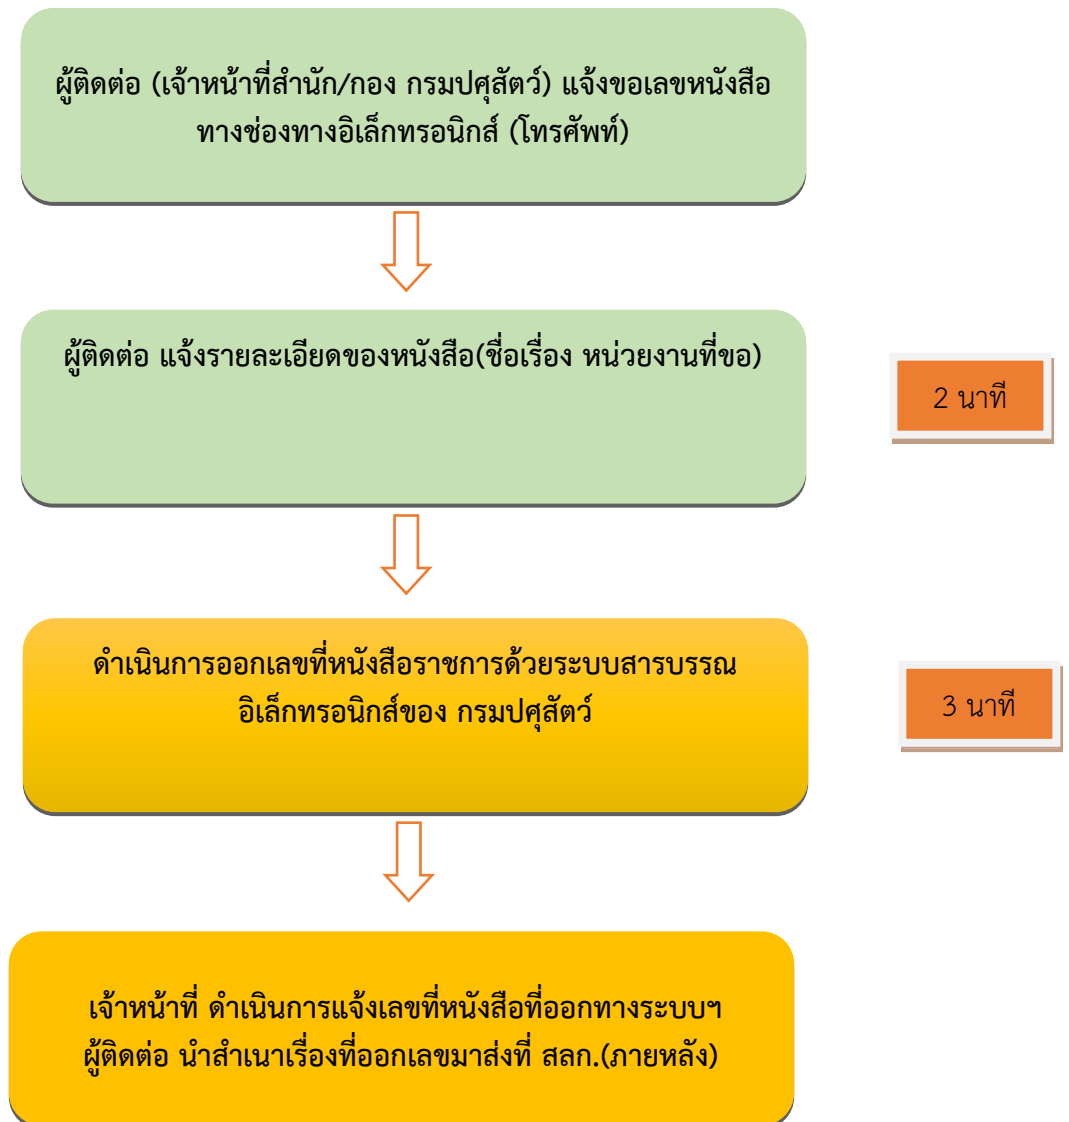 ผู้ติดต่อ (เจ้าหน้าที่สำนัก/กอง กรมปศุสัตว์) แจ้งขอเลขหนังสือ
ทางช่องทางอิเล็กทรอนิกส์ (โทรศัพท์)
ผู้ติดต่อ แจ้งรายละเอียดของหนังสือ(ชื่อเรื่อง หน่วยงานที่ขอ)
2 นาที
ดำเนินการออกเลขที่หนังสือราชการด้วยระบบสารบรรณ
อิเล็กทรอนิกส์ของ กรมปศุสัตว์
3 นาที
เจ้าหน้าที่ ดำเนินการแจ้งเลขที่หนังสือที่ออกทางระบบฯ
ผู้ติดต่อ นำสำเนาเรื่องที่ออกเลขมาส่งที่ สลก.(ภายหลัง)